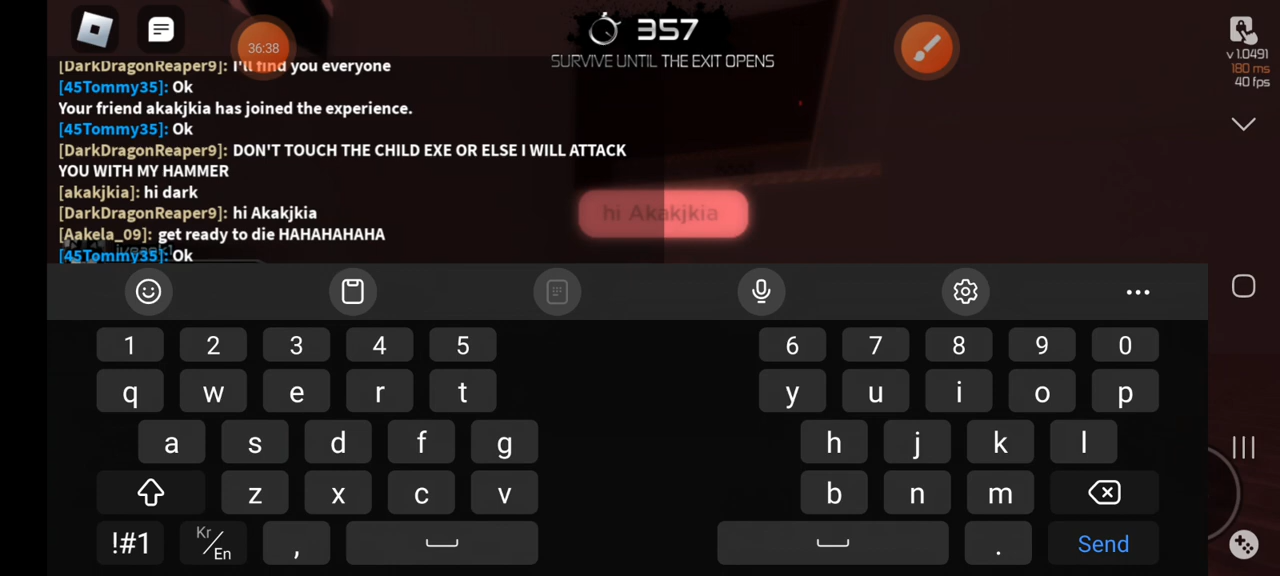 36:38
357
SURVIVE UNTIL THE EXIT OPENS
v 1.0491
180 ms
40 fps
[DarkDragonReaper9]: I'll find you everyone
[45Tommy35]: Ok
Your friend akakjkia has joined the experience.
[45Tommy35]: Ok
[DarkDragonReaper9]: DON'T TOUCH THE CHILD EXE OR ELSE I WILL ATTACK
YOU WITH MY HAMMER
[akakjkia]: hi dark
[DarkDragonReaper9]: hi Akakjkia
[Aakela_09]: get ready to die HAHAHAHAHA
[45Tommy35]: Ok
hi Akakjkia
1 2 3 4 5 6 7 8 9 0
q w e r t y u i o p
a s d f g h j k l
z x c v b n m
!#1 Kr/En , . Send